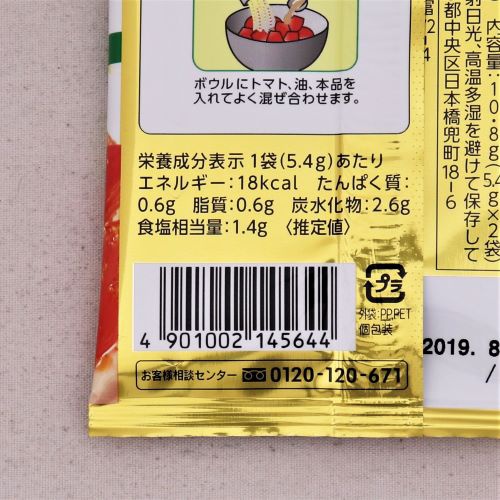 ボウルにトマト、油、本品を
入れてよく混ぜ合わせます。
栄養成分表示 1袋(5.4g)あたり
エネルギー:18kcal たんぱく質:
0.6g 脂質:0.6g 炭水化物:2.6g
食塩相当量:1.4g 〈推定値〉
プラ
外袋:PP,PET
個包装
4 901002 145644
お客様相談センター 0120-120-671
内容量:10.8g(5.4g×2袋)
射日光、高温多湿を避けて保存して
都中央区日本橋兜町18-6
2019. 8
/